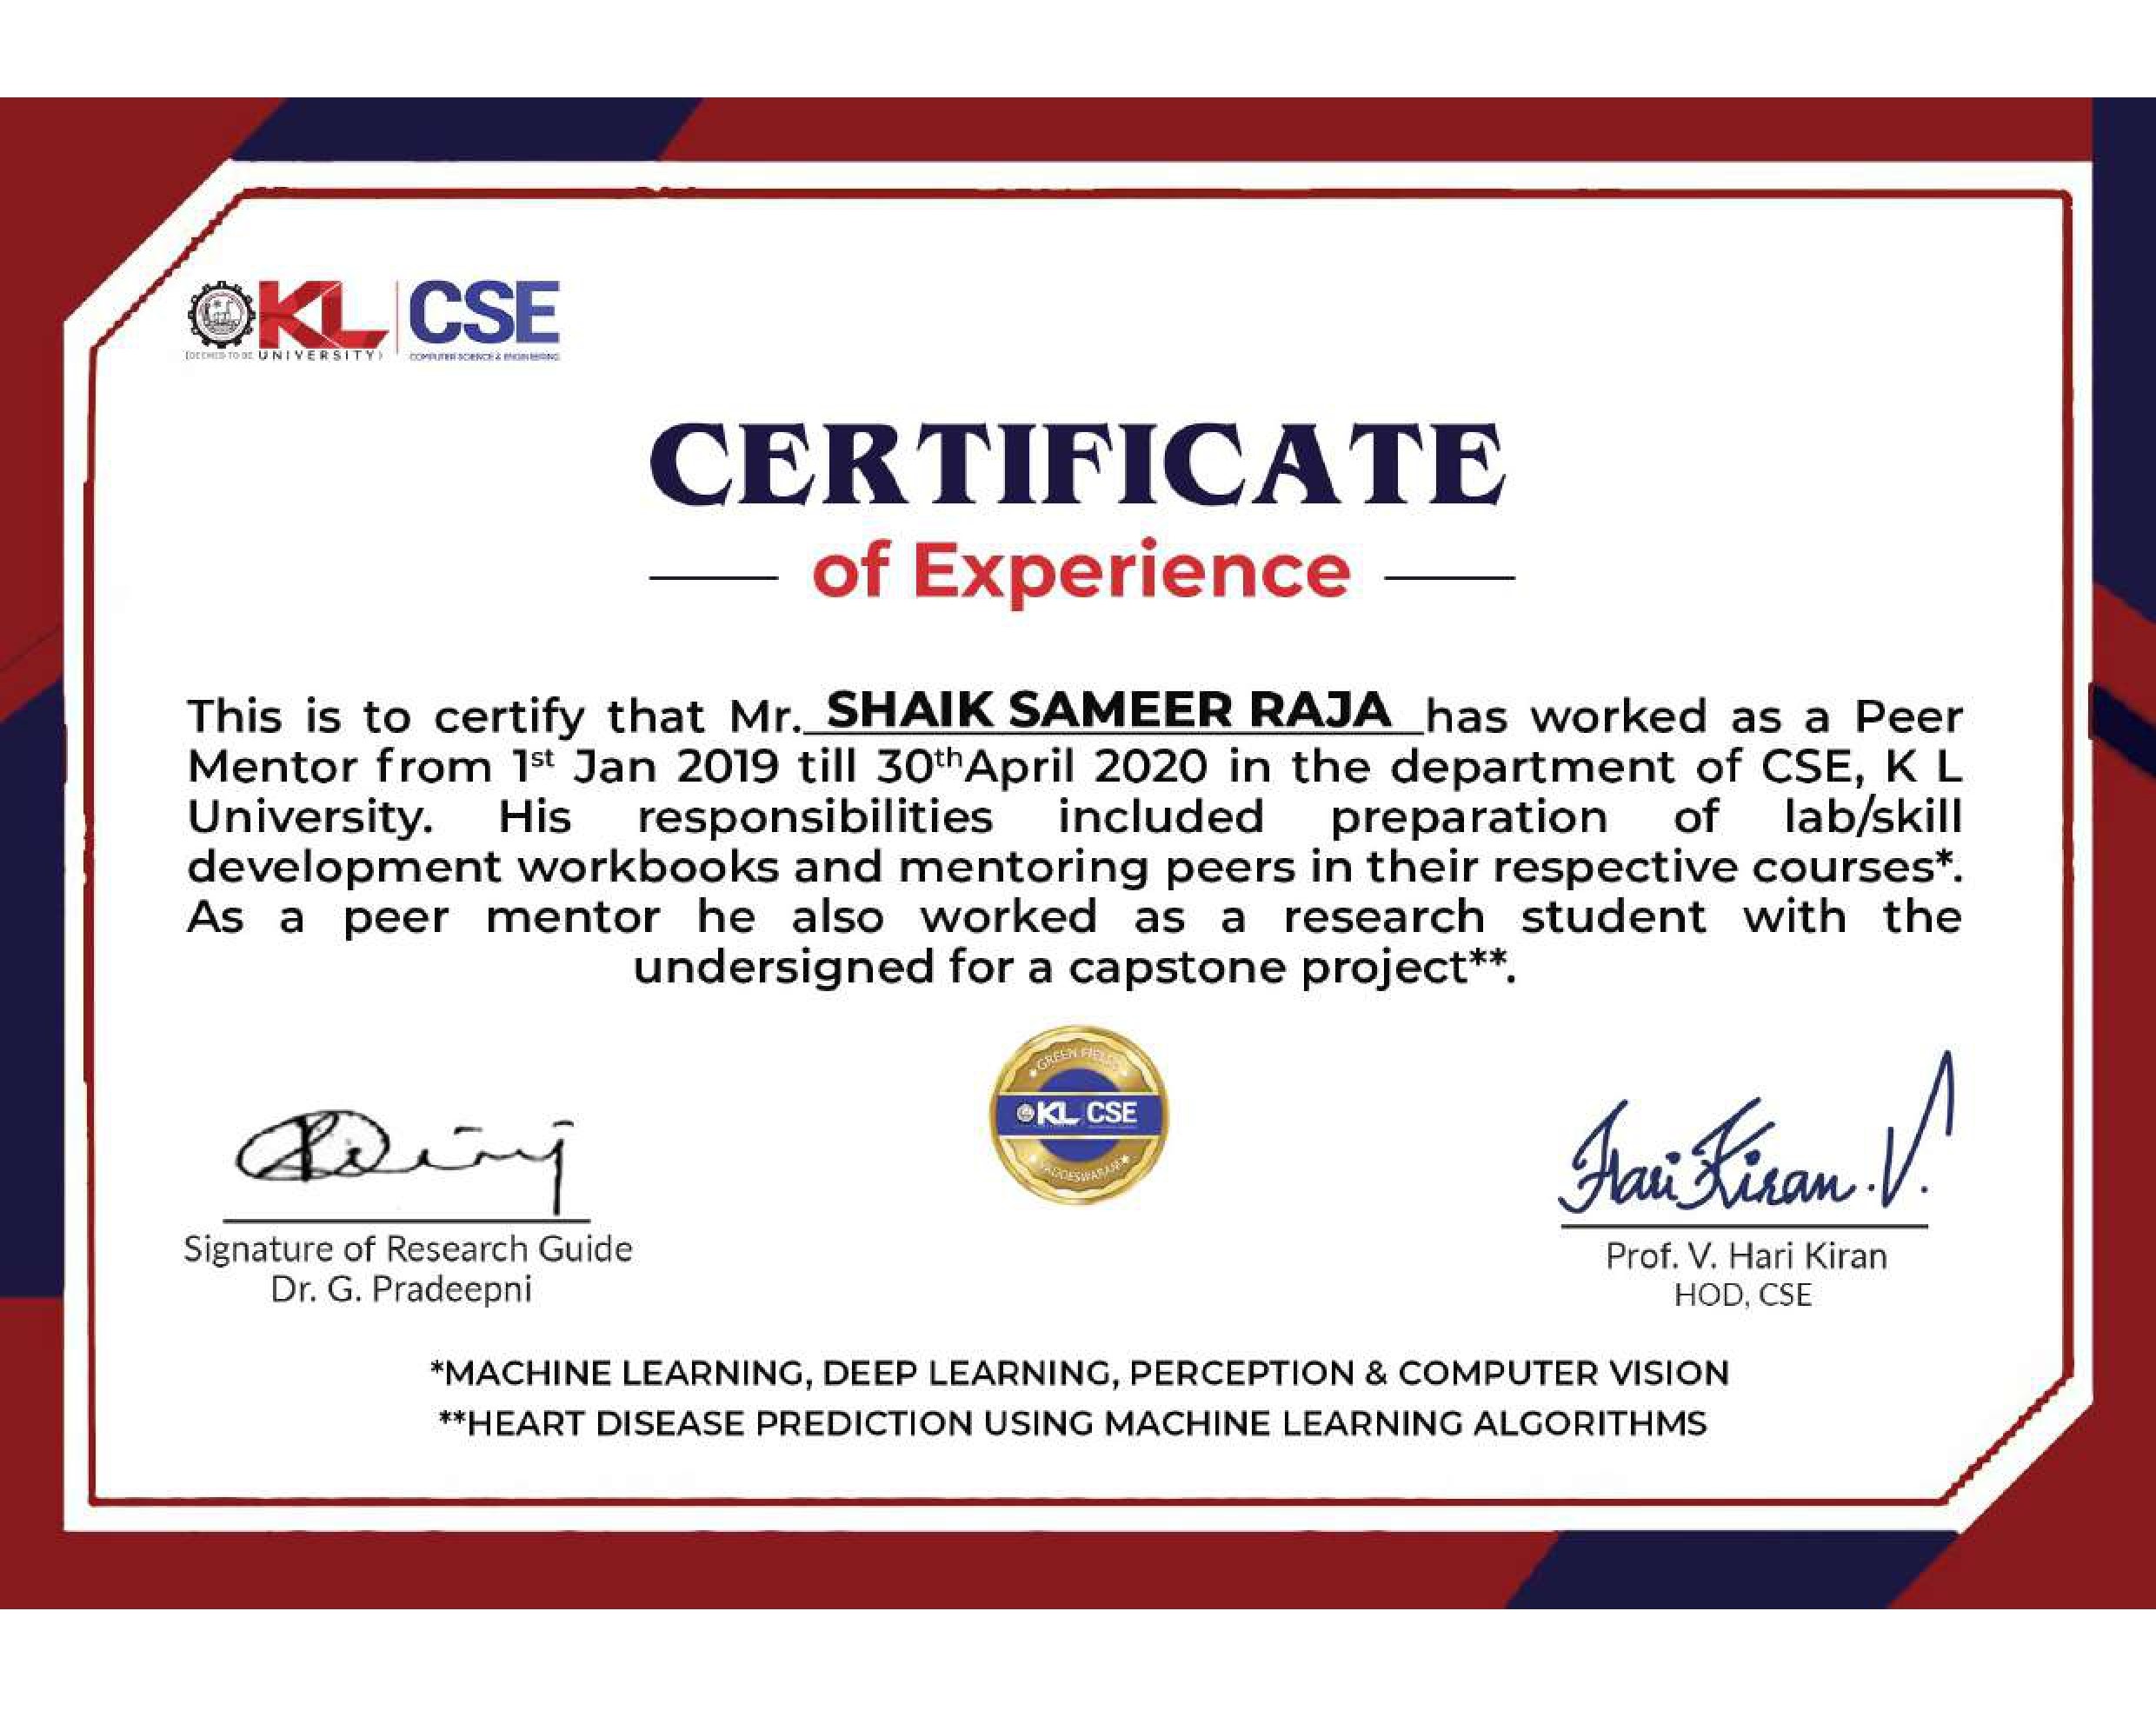 KL CSE
(DEEMED TO BE UNIVERSITY) COMPUTER SCIENCE & ENGINEERING
CERTIFICATE
of Experience
This is to certify that Mr. SHAIK SAMEER RAJA has worked as a Peer
Mentor from 1st Jan 2019 till 30th April 2020 in the department of CSE, K L
University. His responsibilities included preparation of lab/skill
development workbooks and mentoring peers in their respective courses*.
As a peer mentor he also worked as a research student with the
undersigned for a capstone project**.
GREEN FIELDS
KL CSE
VADDESWARAM
Hari Kiran.V.
Signature of Research Guide
Dr. G. Pradeepni
Prof. V. Hari Kiran
HOD, CSE
*MACHINE LEARNING, DEEP LEARNING, PERCEPTION & COMPUTER VISION
**HEART DISEASE PREDICTION USING MACHINE LEARNING ALGORITHMS